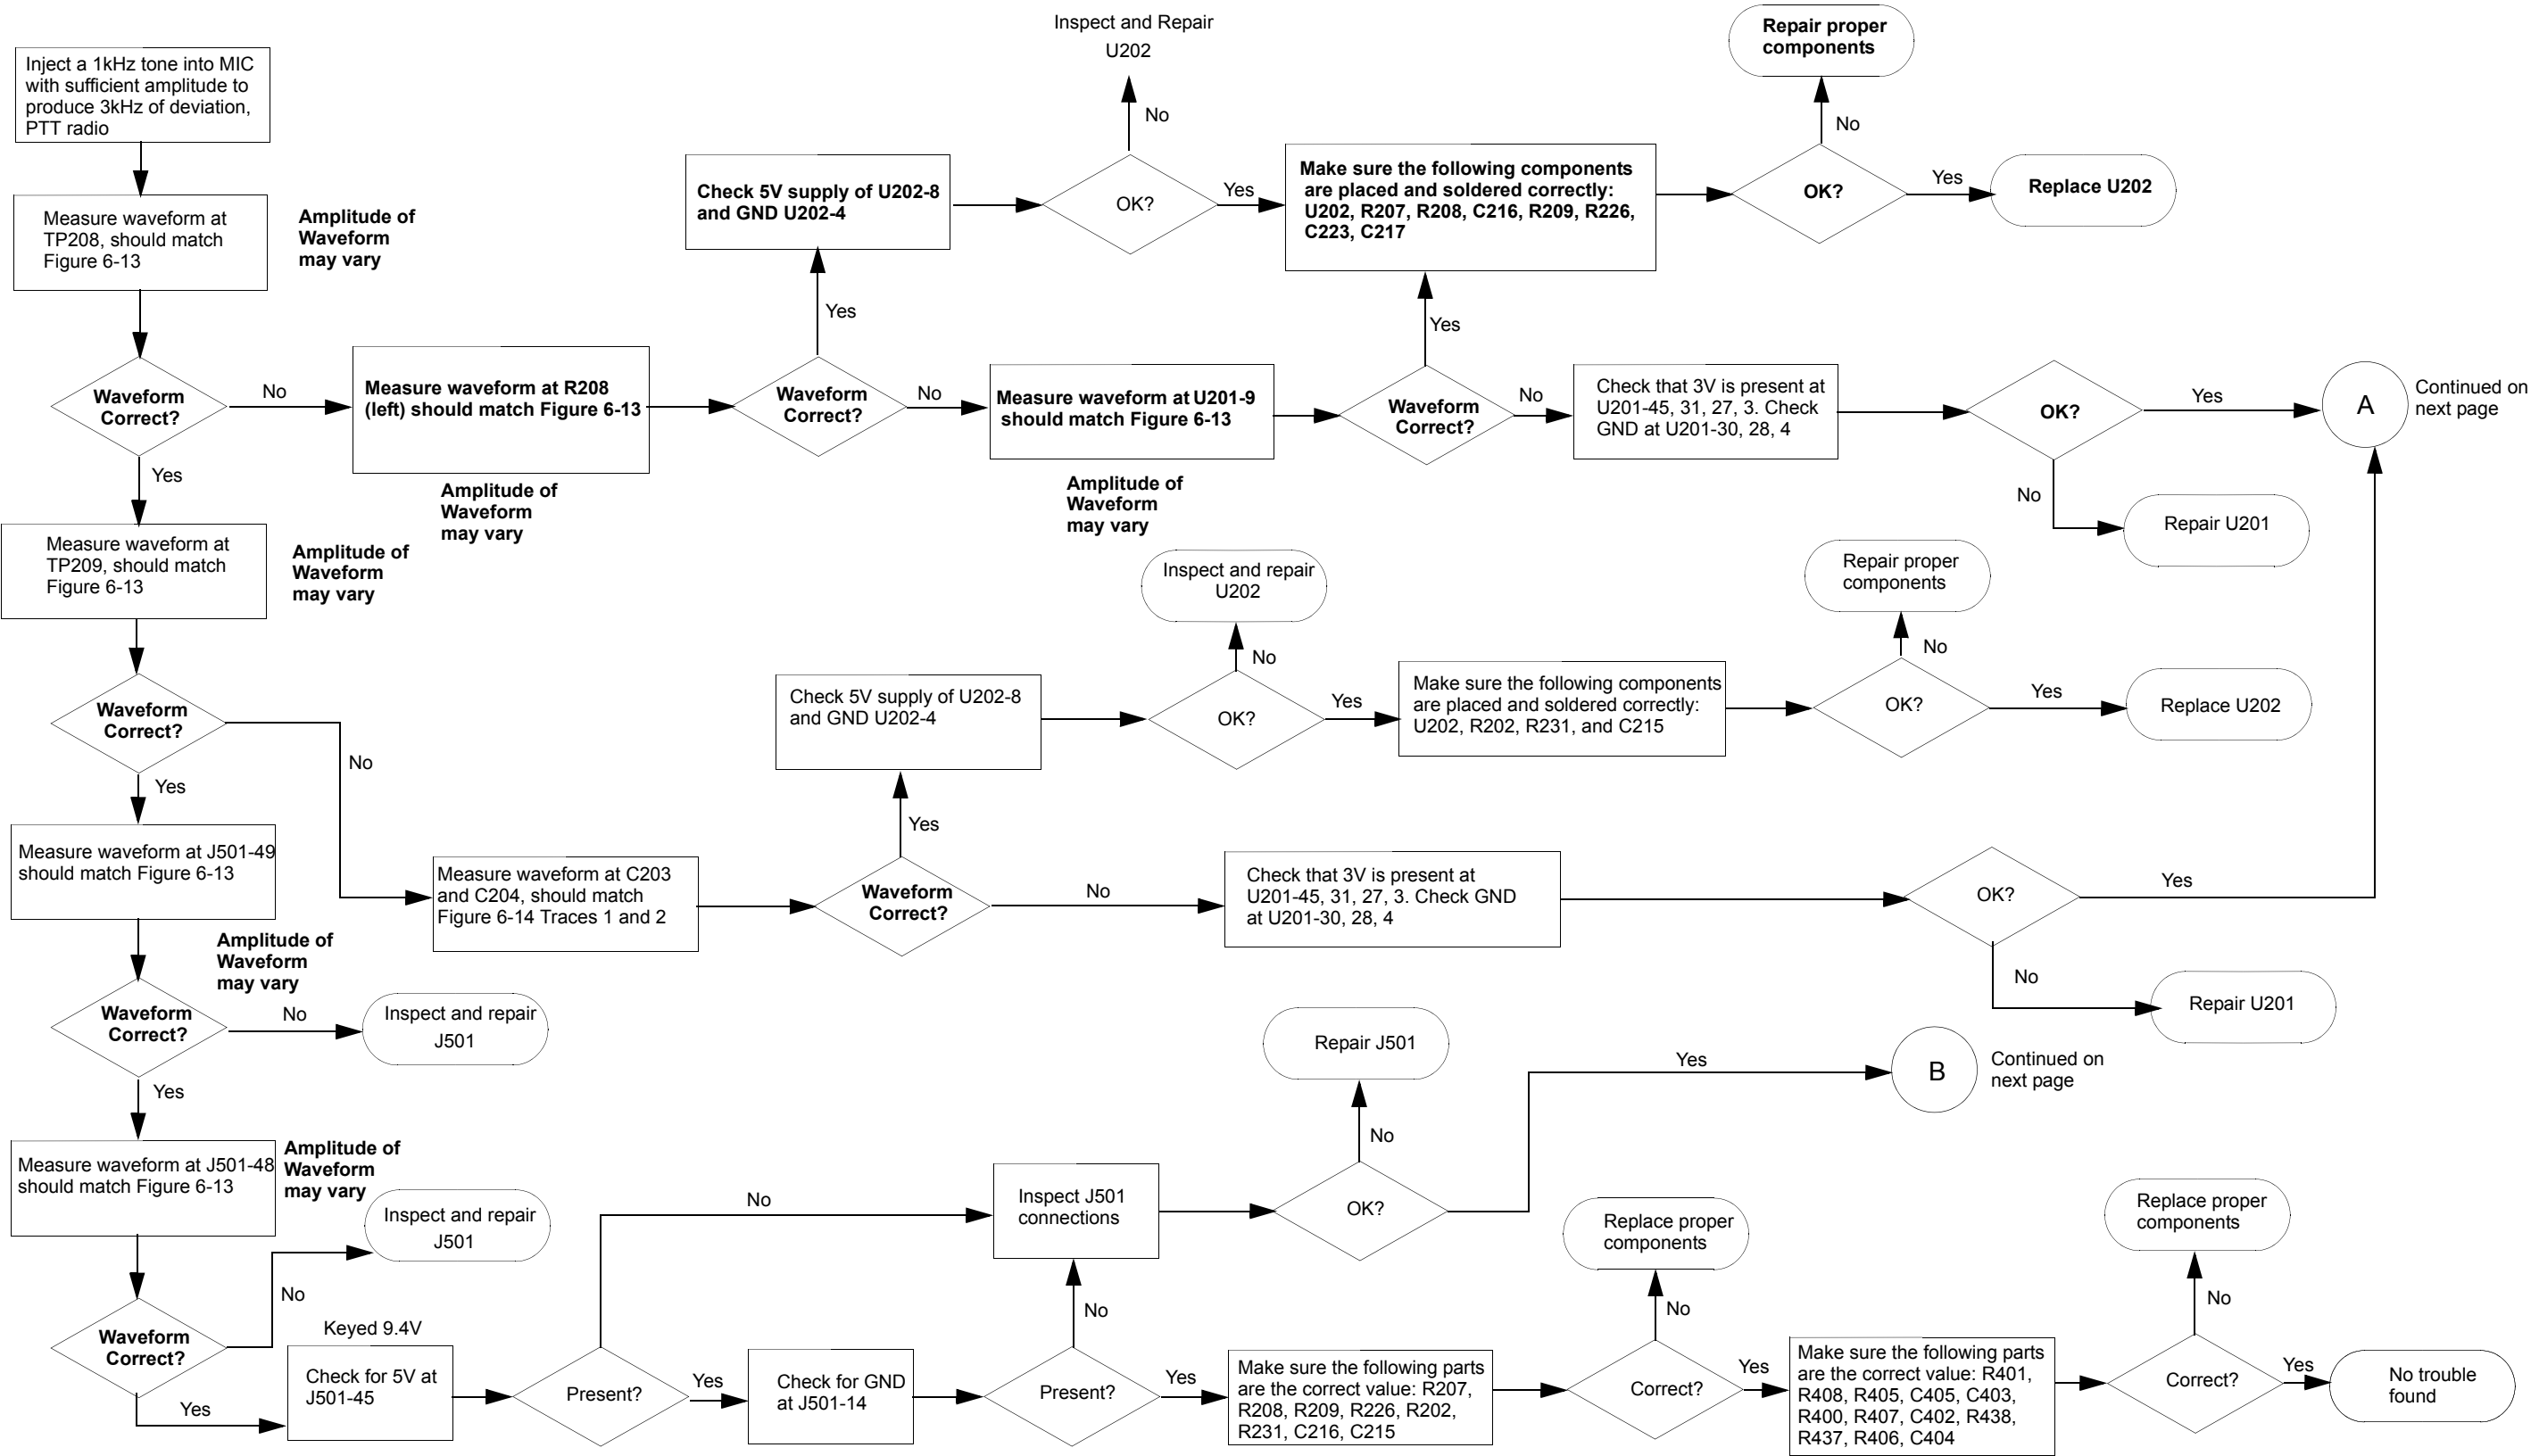 Inject a 1kHz tone into MIC
with sufficient amplitude to
produce 3kHz of deviation,
PTT radio
Measure waveform at
TP208, should match
Figure 6-13
Amplitude of
Waveform
may vary
Waveform
Correct?
No
Yes
Measure waveform at R208
(left) should match Figure 6-13
Amplitude of
Waveform
may vary
Waveform
Correct?
Yes
No
Check 5V supply of U202-8
and GND U202-4
OK?
No
Inspect and Repair
U202
Yes
Make sure the following components
are placed and soldered correctly:
U202, R207, R208, C216, R209, R226,
C223, C217
OK?
No
Repair proper
components
Yes
Replace U202
Measure waveform at U201-9
should match Figure 6-13
Amplitude of
Waveform
may vary
Waveform
Correct?
Yes
No
Check that 3V is present at
U201-45, 31, 27, 3. Check
GND at U201-30, 28, 4
OK?
Yes
A
Continued on
next page
No
Repair U201
Measure waveform at
TP209, should match
Figure 6-13
Amplitude of
Waveform
may vary
Waveform
Correct?
No
Yes
Measure waveform at C203
and C204, should match
Figure 6-14 Traces 1 and 2
Waveform
Correct?
Yes
No
Check 5V supply of U202-8
and GND U202-4
OK?
No
Inspect and repair
U202
Yes
Make sure the following components
are placed and soldered correctly:
U202, R202, R231, and C215
OK?
No
Repair proper
components
Yes
Replace U202
Check that 3V is present at
U201-45, 31, 27, 3. Check GND
at U201-30, 28, 4
OK?
Yes
No
Repair U201
Measure waveform at J501-49
should match Figure 6-13
Amplitude of
Waveform
may vary
Waveform
Correct?
No
Inspect and repair
J501
Yes
Measure waveform at J501-48
should match Figure 6-13
Amplitude of
Waveform
may vary
Waveform
Correct?
No
Inspect and repair
J501
Yes
Keyed 9.4V
Check for 5V at
J501-45
Present?
No
Yes
Check for GND
at J501-14
Present?
No
Inspect J501
connections
OK?
No
Repair J501
Yes
B
Continued on
next page
Yes
Make sure the following parts
are the correct value: R207,
R208, R209, R226, R202,
R231, C216, C215
Correct?
No
Replace proper
components
Yes
Make sure the following parts
are the correct value: R401,
R408, R405, C405, C403,
R400, R407, C402, R438,
R437, R406, C404
Correct?
No
Replace proper
components
Yes
No trouble
found